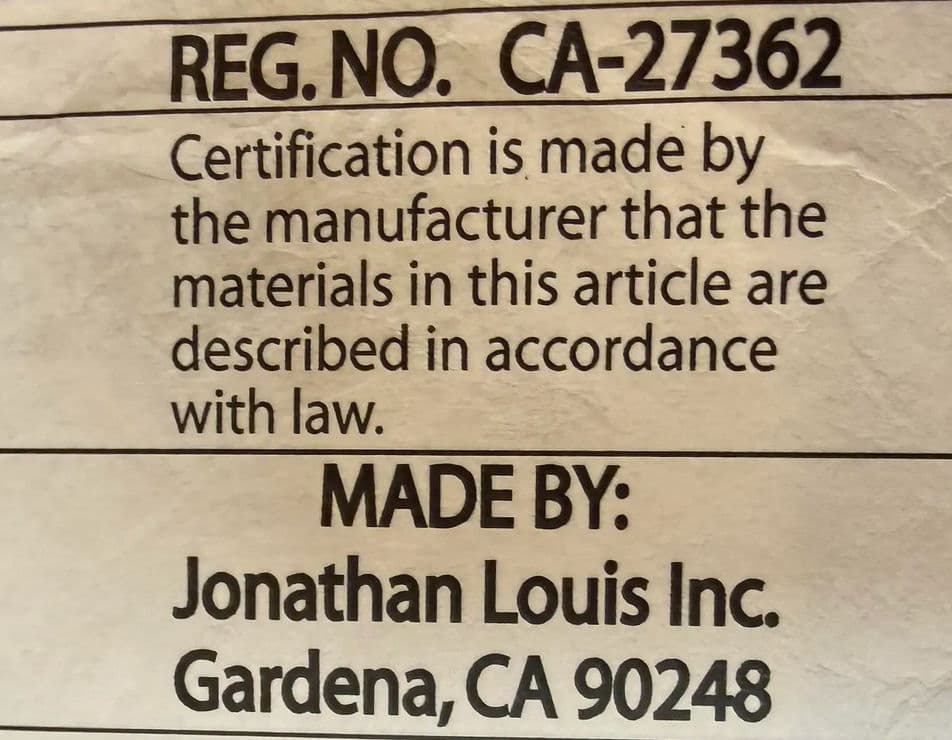 REG. NO. CA-27362
Certification is made by
the manufacturer that the
materials in this article are
described in accordance
with law.
MADE BY:
Jonathan Louis Inc.
Gardena, CA 90248